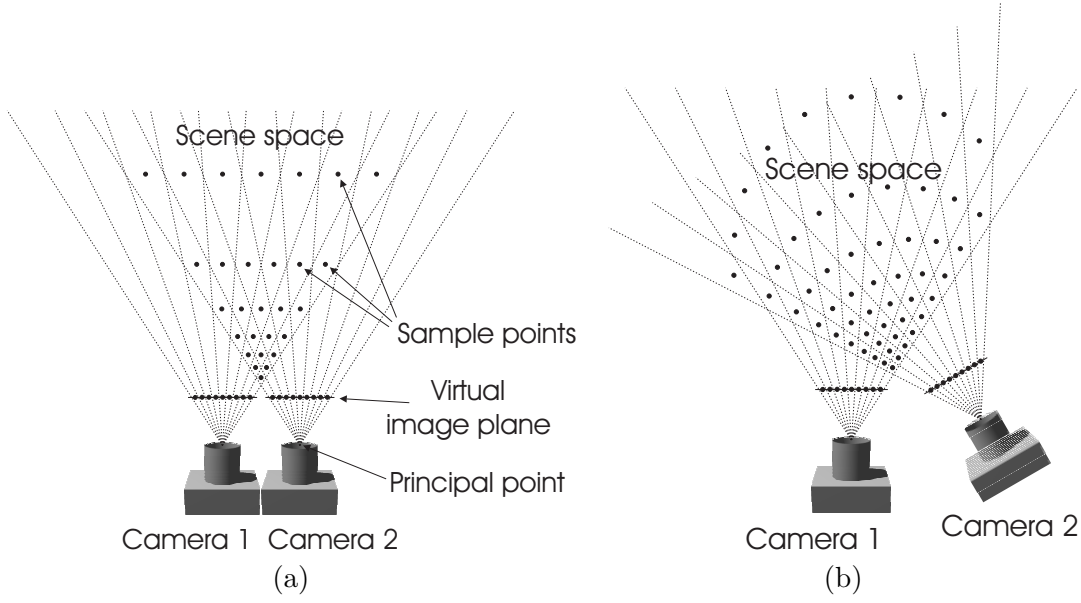 Scene space
Sample points
Virtual
image plane
Principal point
Camera 1
Camera 2
(a)
Scene space
Camera 1
Camera 2
(b)